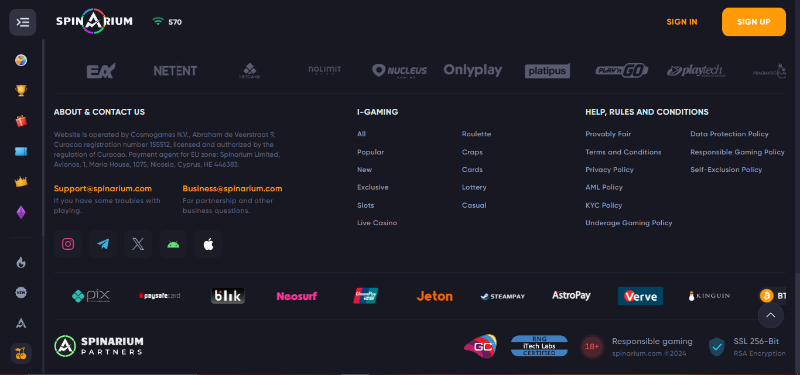 SPINARIUM
570
SIGN IN
SIGN UP
NETENT
NOLIMIT
NUCLEUS
Onlyplay
PLATIPUS
PLAY'N GO
playtech
ABOUT & CONTACT US
Website is operated by Cosmogames N.V., Abraham de Veerstraat 9,
Curacao registration number 155512, licensed and authorized by the
regulation of Curacao. Payment agent for EU zone: Spinarium Limited,
Avlonos, 1, Maria House, 1075, Nicosia, Cyprus, HE 446383.
Support@spinarium.com
If you have some troubles with
playing.
Business@spinarium.com
For partnership and other
business questions.
I-GAMING
All
Popular
New
Exclusive
Slots
Live Casino
Roulette
Craps
Cards
Lottery
Casual
HELP, RULES AND CONDITIONS
Provably Fair
Terms and Conditions
Privacy Policy
AML Policy
KYC Policy
Underage Gaming Policy
Data Protection Policy
Responsible Gaming Policy
Self-Exclusion Policy
pix
paysafecard
blik
Neosurf
UnionPay
Jeton
STEAMPAY
AstroPay
Verve
KINGUIN
BT
SPINARIUM
PARTNERS
GC
RNG
iTech Labs
CERTIFIED
18+
Responsible gaming
spinarium.com ©2024
SSL 256-Bit
RSA Encryption